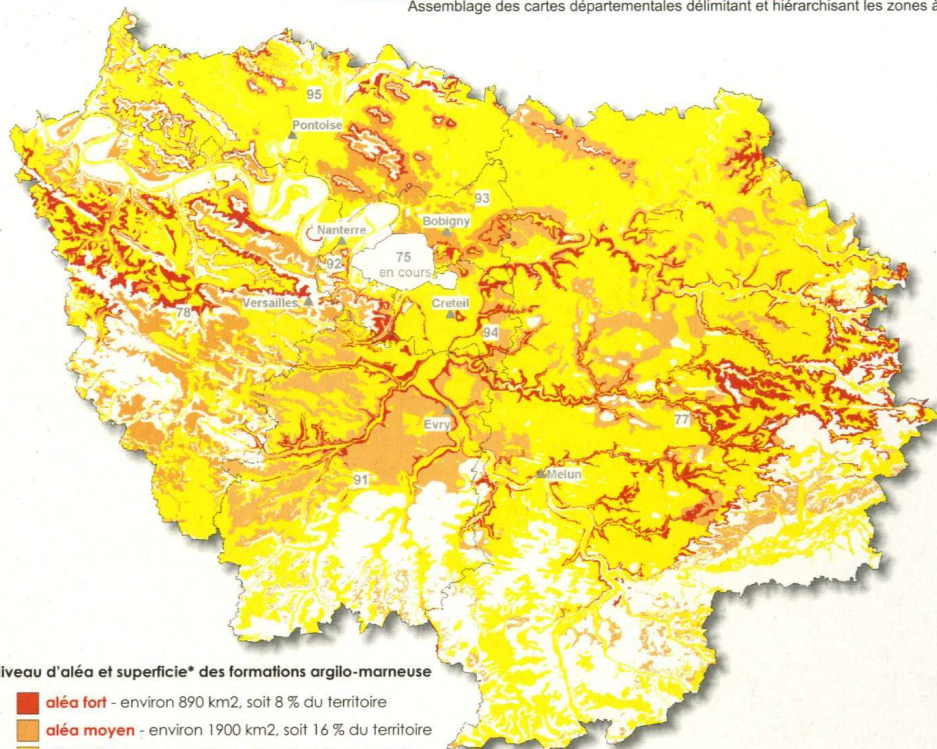 Assemblage des cartes départementales délimitant et hiérarchisant les zones à
95
Pontoise
93
Nanterre
Bobigny
92
75
en cours
Versailles
Creteil
78
94
Evry
77
91
Melun
iveau d'aléa et superficie* des formations argilo-marneuse
aléa fort - environ 890 km2, soit 8 % du territoire
aléa moyen - environ 1900 km2, soit 16 % du territoire